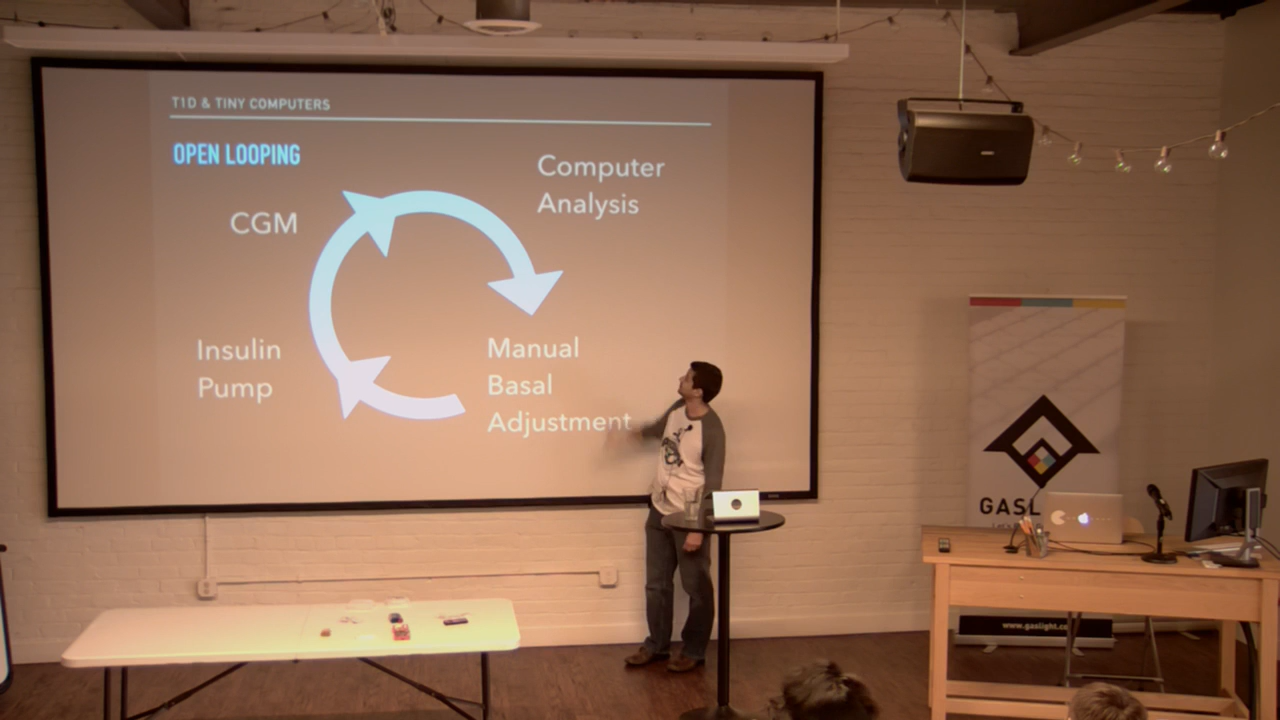 T1D & TINY COMPUTERS
OPEN LOOPING
Computer
Analysis
CGM
Insulin
Pump
Manual
Basal
Adjustment
GASL
www.gaslight.co